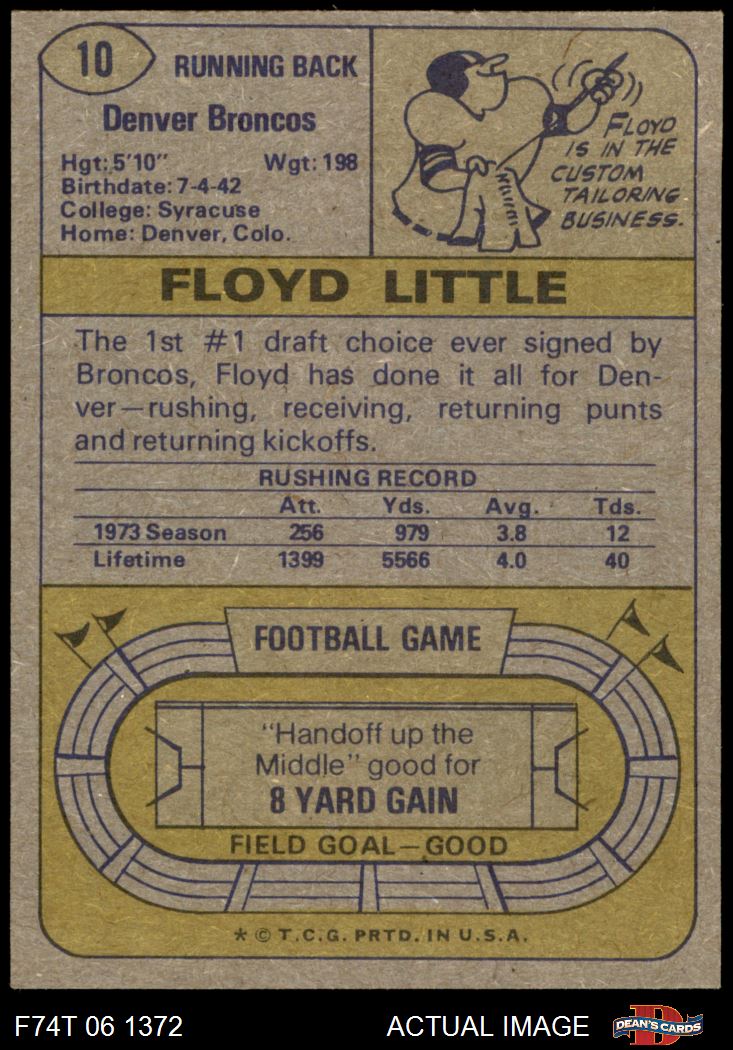 10
RUNNING BACK
Denver Broncos
Hgt: 5'10" Wgt: 198
Birthdate: 7-4-42
College: Syracuse
Home: Denver, Colo.
FLOYD
IS IN THE
CUSTOM
TAILORING
BUSINESS.
FLOYD LITTLE
The 1st #1 draft choice ever signed by
Broncos, Floyd has done it all for Den-
ver—rushing, receiving, returning punts
and returning kickoffs.
RUSHING RECORD
Att. Yds. Avg. Tds.
1973 Season 256 979 3.8 12
Lifetime 1399 5566 4.0 40
FOOTBALL GAME
"Handoff up the
Middle" good for
8 YARD GAIN
FIELD GOAL—GOOD
* © T.C.G. PRTD. IN U.S.A.
F74T 06 1372 ACTUAL IMAGE
D
DEAN'S CARDS